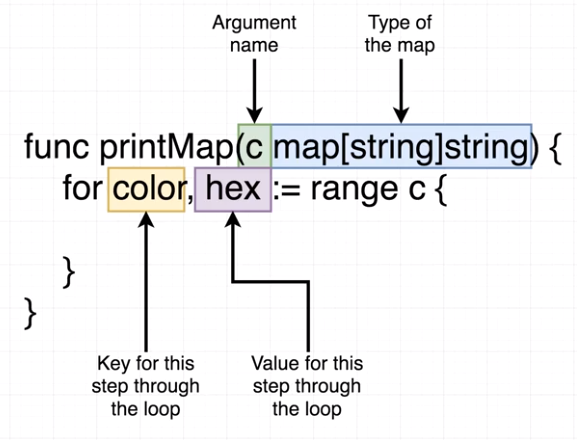 Argument
name
Type of
the map
func printMap(c map[string]string) {
for color, hex := range c {
}
}
Key for this
step through
the loop
Value for this
step through
the loop